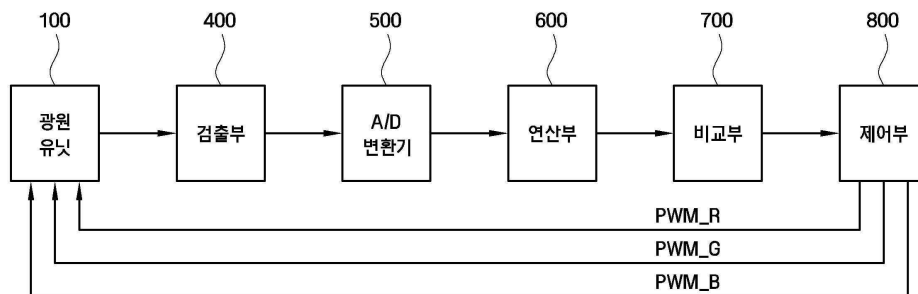 100
400
500
600
700
800
광원
유닛
검출부
A/D
변환기
연산부
비교부
제어부
PWM_R
PWM_G
PWM_B